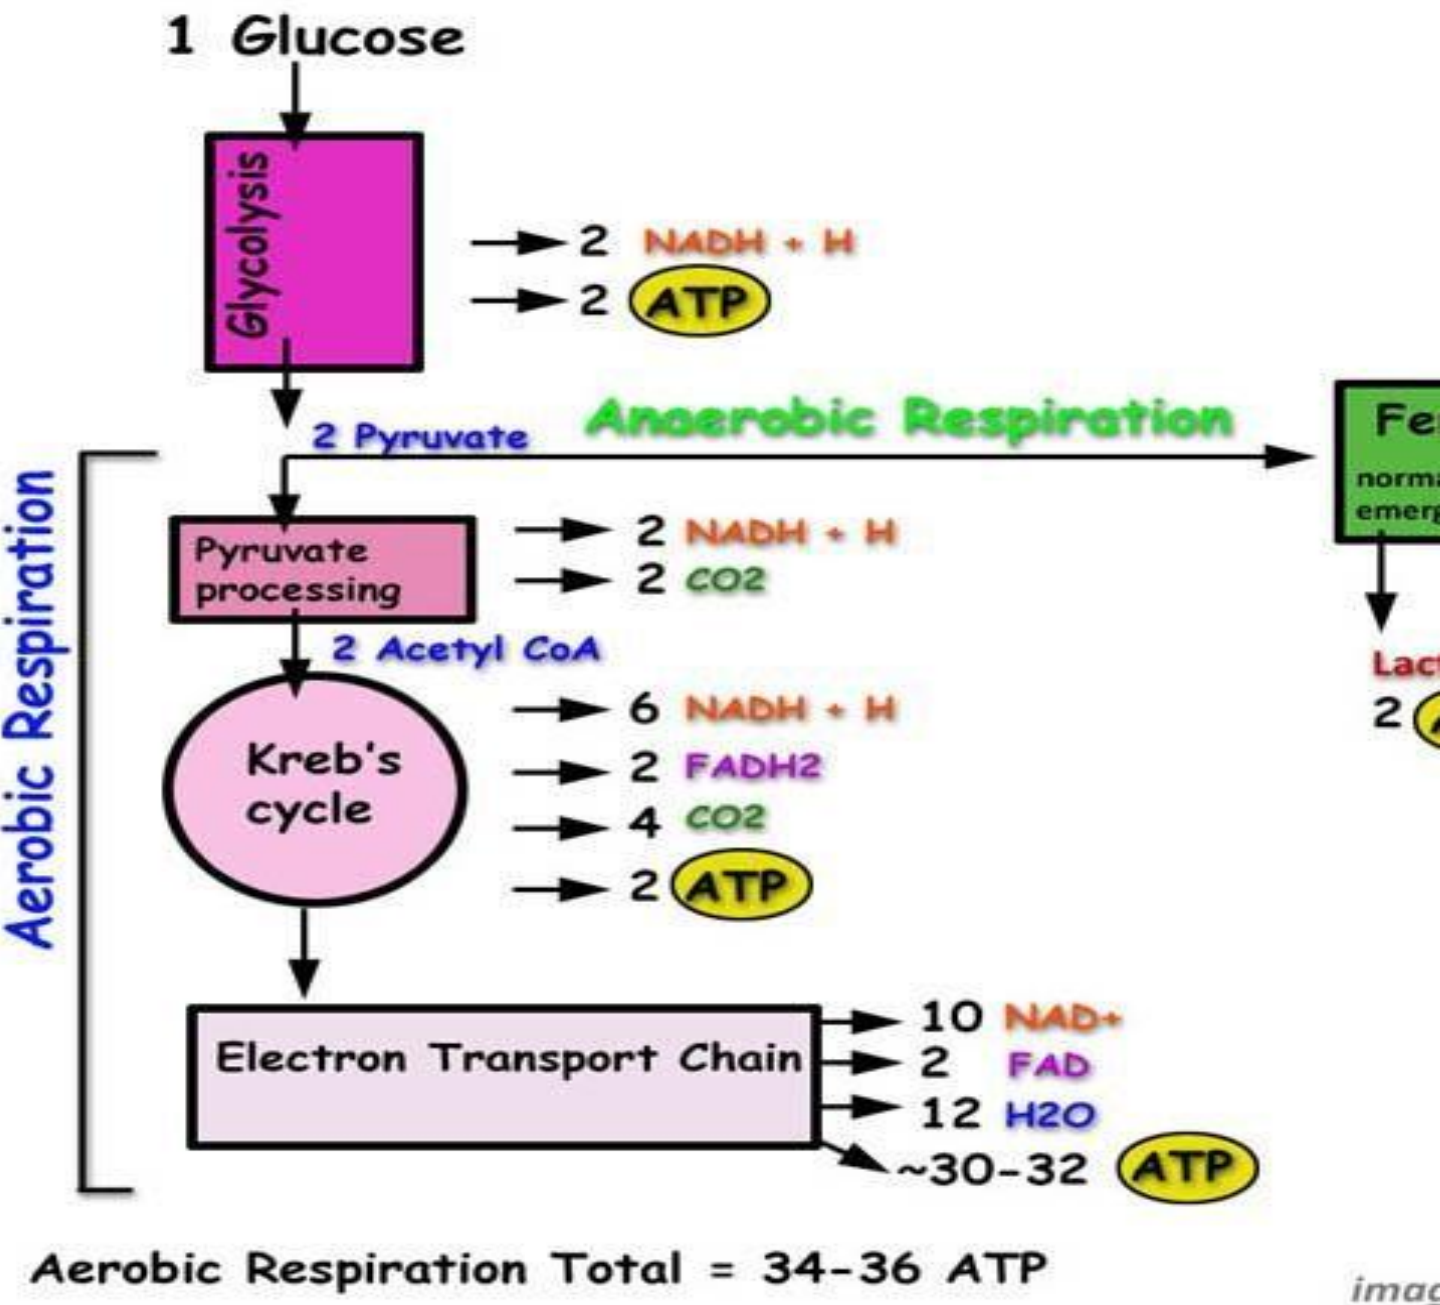 1 Glucose
Glycolysis
2 NADH + H
2 ATP
2 Pyruvate
Anaerobic Respiration
Aerobic Respiration
Pyruvate
processing
2 NADH + H
2 CO2
2 Acetyl CoA
Kreb's
cycle
6 NADH + H
2 FADH2
4 CO2
2 ATP
Electron Transport Chain
10 NAD+
2 FAD
12 H2O
~30-32 ATP
2
Aerobic Respiration Total = 34-36 ATP